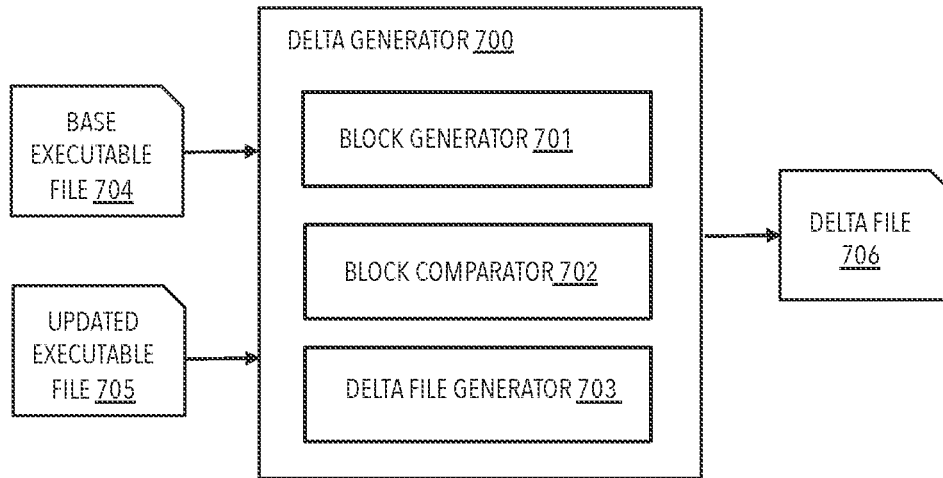 BASE
EXECUTABLE
FILE 704
UPDATED
EXECUTABLE
FILE 705
DELTA GENERATOR 700
BLOCK GENERATOR 701
BLOCK COMPARATOR 702
DELTA FILE GENERATOR 703
DELTA FILE
706